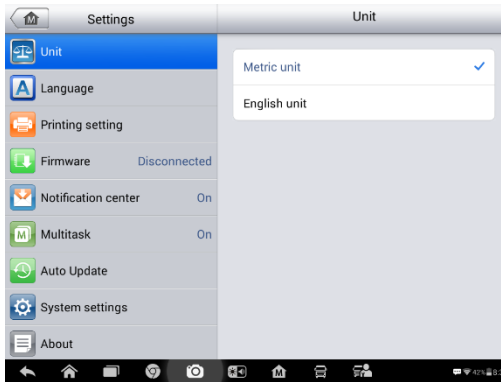 Settings
Unit
Unit
Language
Printing setting
Firmware Disconnected
Notification center On
Multitask On
Auto Update
System settings
About
Metric unit
English unit
42%